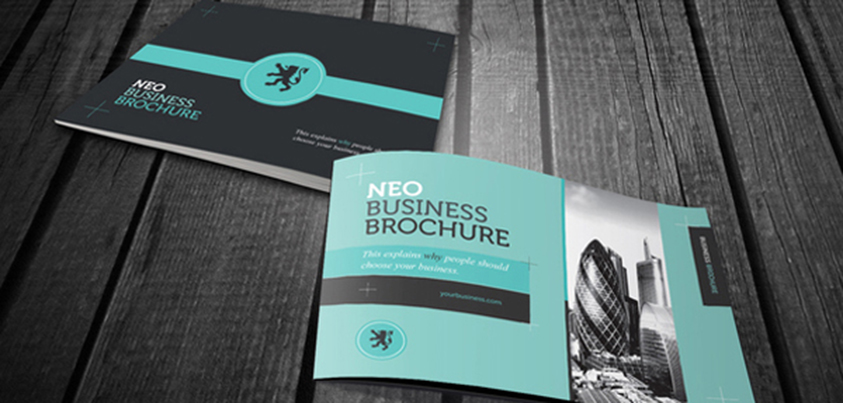 NEO
BUSINESS
BROCHURE
This explains why people should
choose your business.
NEO
BUSINESS
BROCHURE
This explains why people should
choose your business.
yourbusiness.com
BUSINESS
BROCHURE